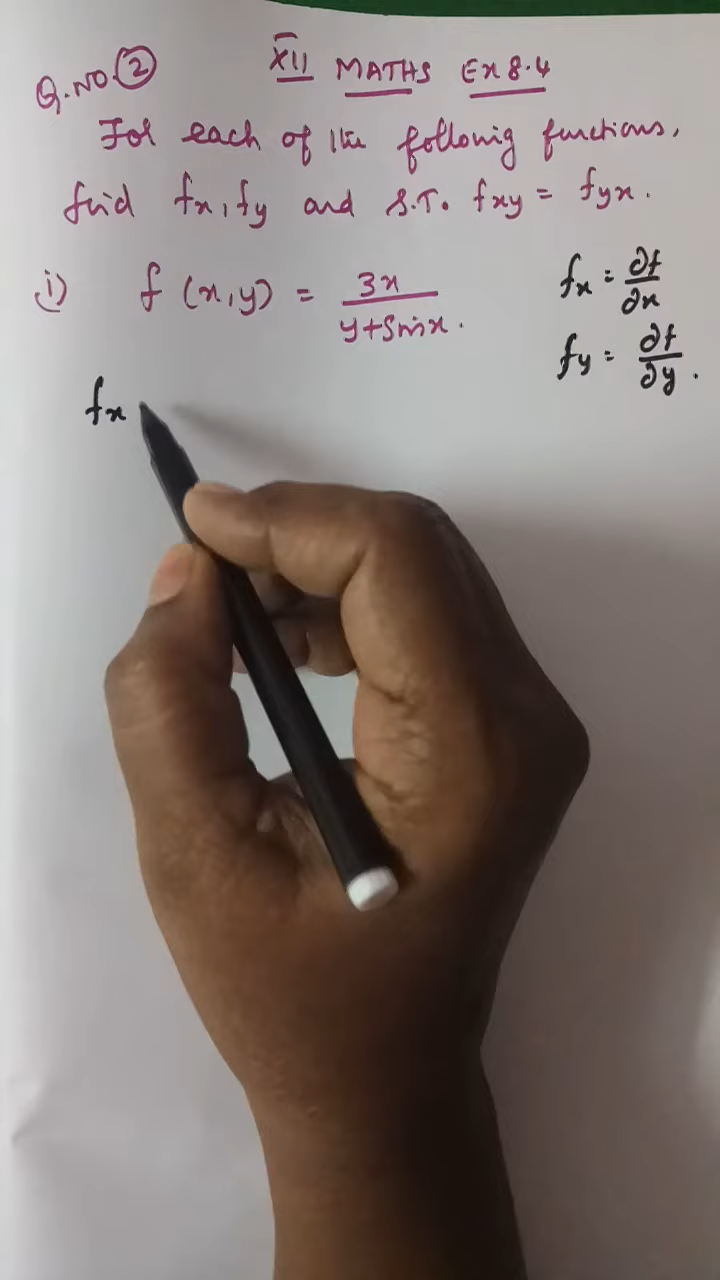 Q.NO.② XII MATHS Ex 8.4
For each of the following functions,
find fx, fy and S.T. fxy = fyx.
i) f (x,y) = 3x / y+Sinx.
fx = ∂f/∂x
fy = ∂f/∂y.
fx